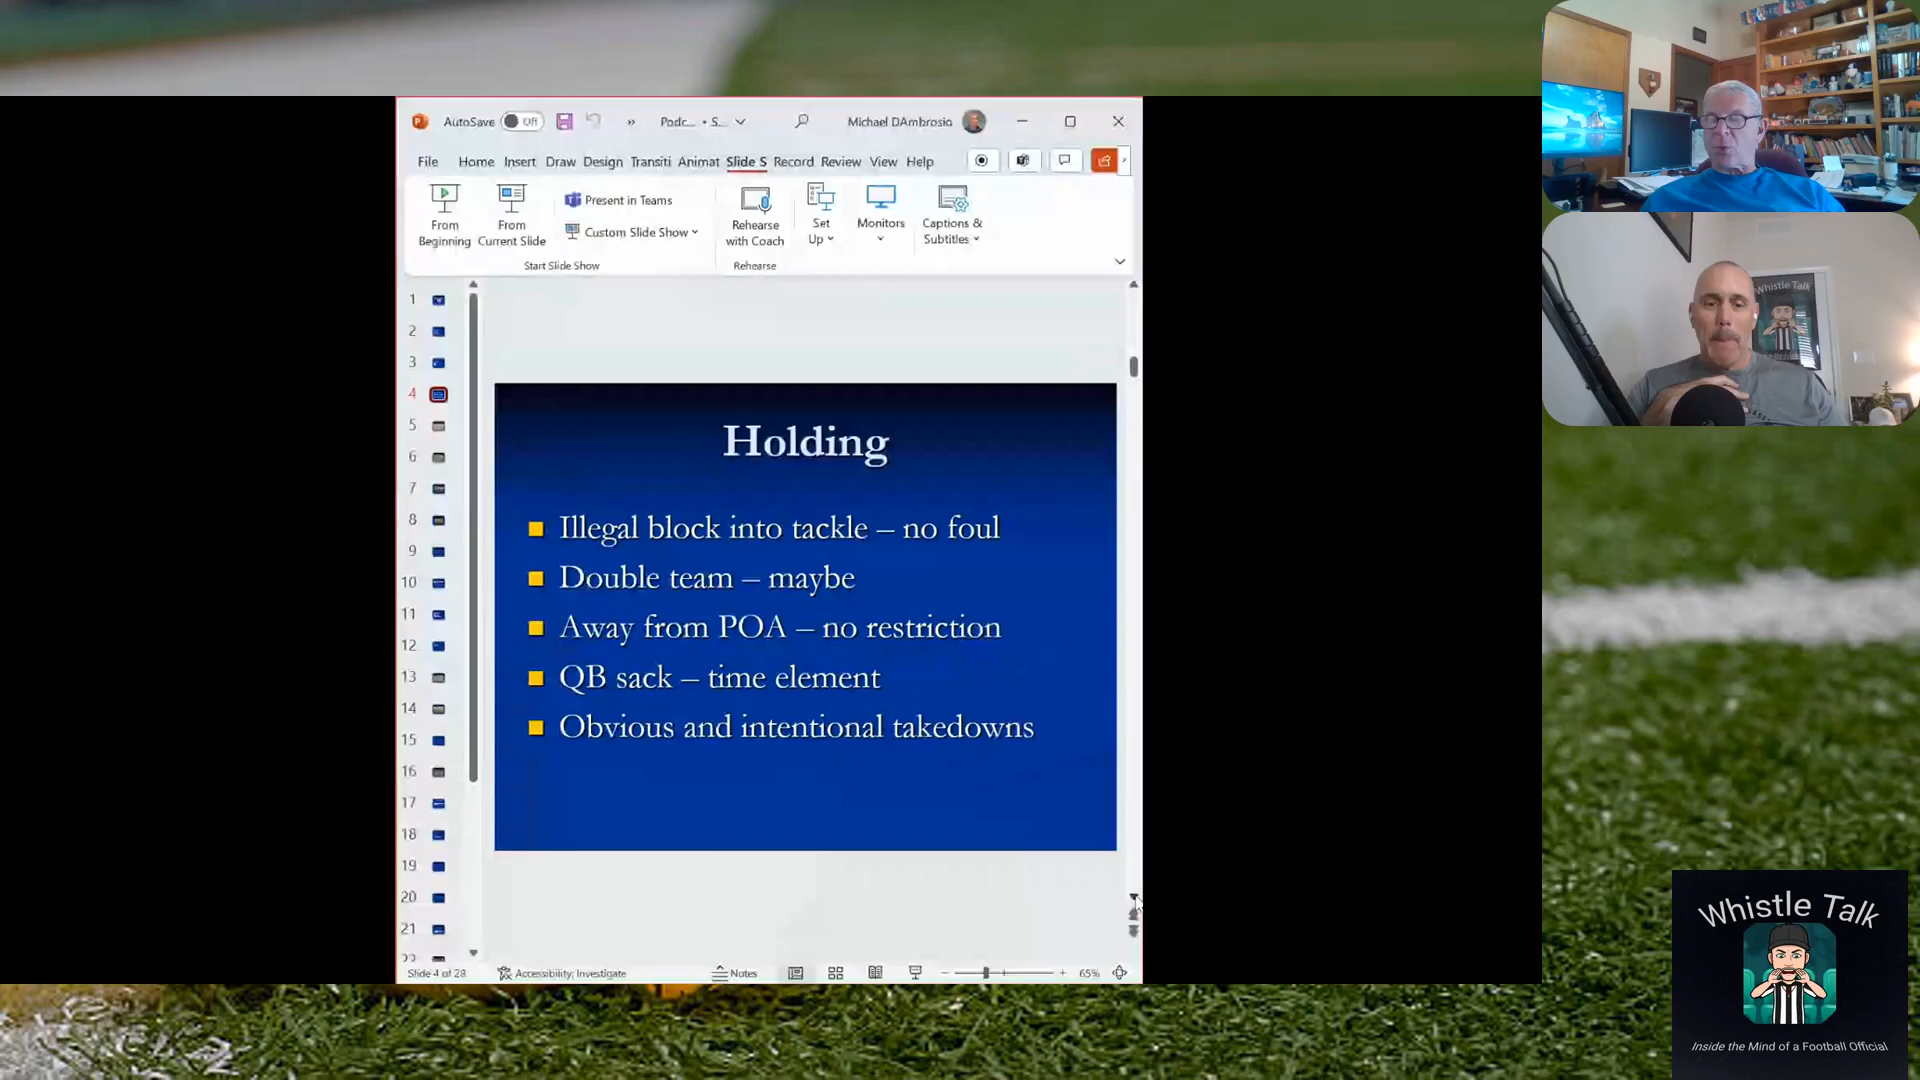 AutoSave Off » Podc... • S... Michael DAmbrosio
File Home Insert Draw Design Transiti Animat Slide S Record Review View Help
From Beginning
From Current Slide
Present in Teams
Custom Slide Show
Start Slide Show
Rehearse with Coach
Rehearse
Set Up
Monitors
Captions & Subtitles
1
2
3
4
5
6
7
8
9
10
11
12
13
14
15
16
17
18
19
20
21
22
Holding
Illegal block into tackle – no foul
Double team – maybe
Away from POA – no restriction
QB sack – time element
Obvious and intentional takedowns
Slide 4 of 28 Accessibility: Investigate Notes 65%
Whistle Talk
Whistle Talk
Inside the Mind of a Football Official